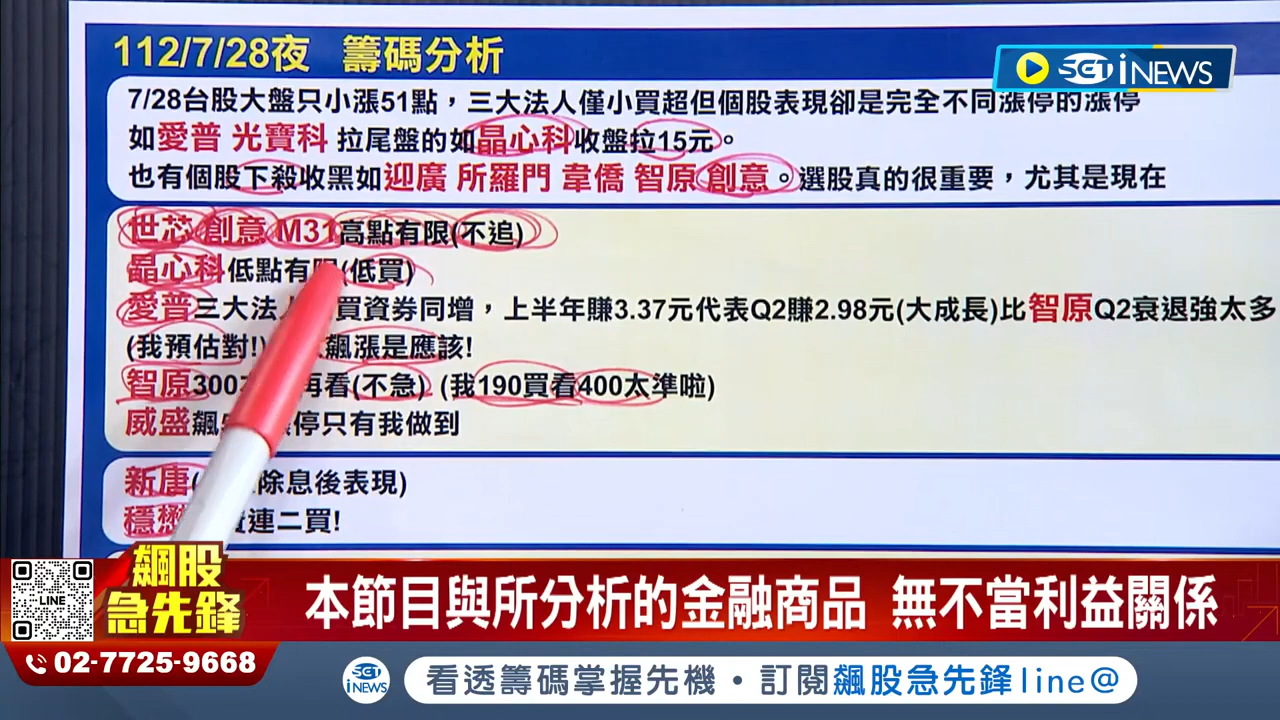 112/7/28夜 籌碼分析
SET iNEWS
7/28台股大盤只小漲51點，三大法人僅小買超但個股表現卻是完全不同漲停的漲停
如愛普 光寶科 拉尾盤的如晶心科收盤拉15元。
也有個股下殺收黑如迎廣 所羅門 韋僑 智原 創意。選股真的很重要，尤其是現在
世芯 創意 M31高點有限(不追)
晶心科低點有限(低買)
愛普三大法人 買資券同增，上半年賺3.37元代表Q2賺2.98元(大成長)比智原Q2衰退強太多
(我預估對!) 飆漲是應該!
智原300 再看(不急) (我190買看400太準啦)
威盛飆 停只有我做到
新唐( 除息後表現)
穩懋 連二買!
飆股
急先鋒
LINE
本節目與所分析的金融商品 無不當利益關係
02-7725-9668
SET iNEWS
看透籌碼掌握先機・訂閱飆股急先鋒line@